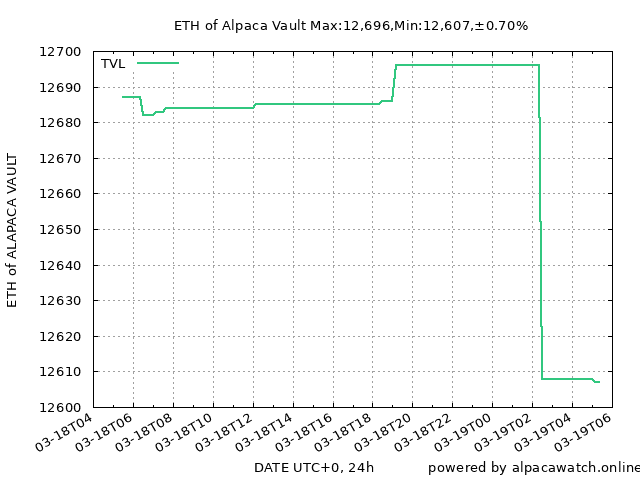 ETH of Alpaca Vault Max:12,696,Min:12,607,±0.70%
TVL
12700
12690
12680
12670
12660
12650
12640
12630
12620
12610
12600
ETH of ALAPACA VAULT
03-18T04
03-18T06
03-18T08
03-18T10
03-18T12
03-18T14
03-18T16
03-18T18
03-18T20
03-18T22
03-19T00
03-19T02
03-19T04
03-19T06
DATE UTC+0, 24h
powered by alpacawatch.online